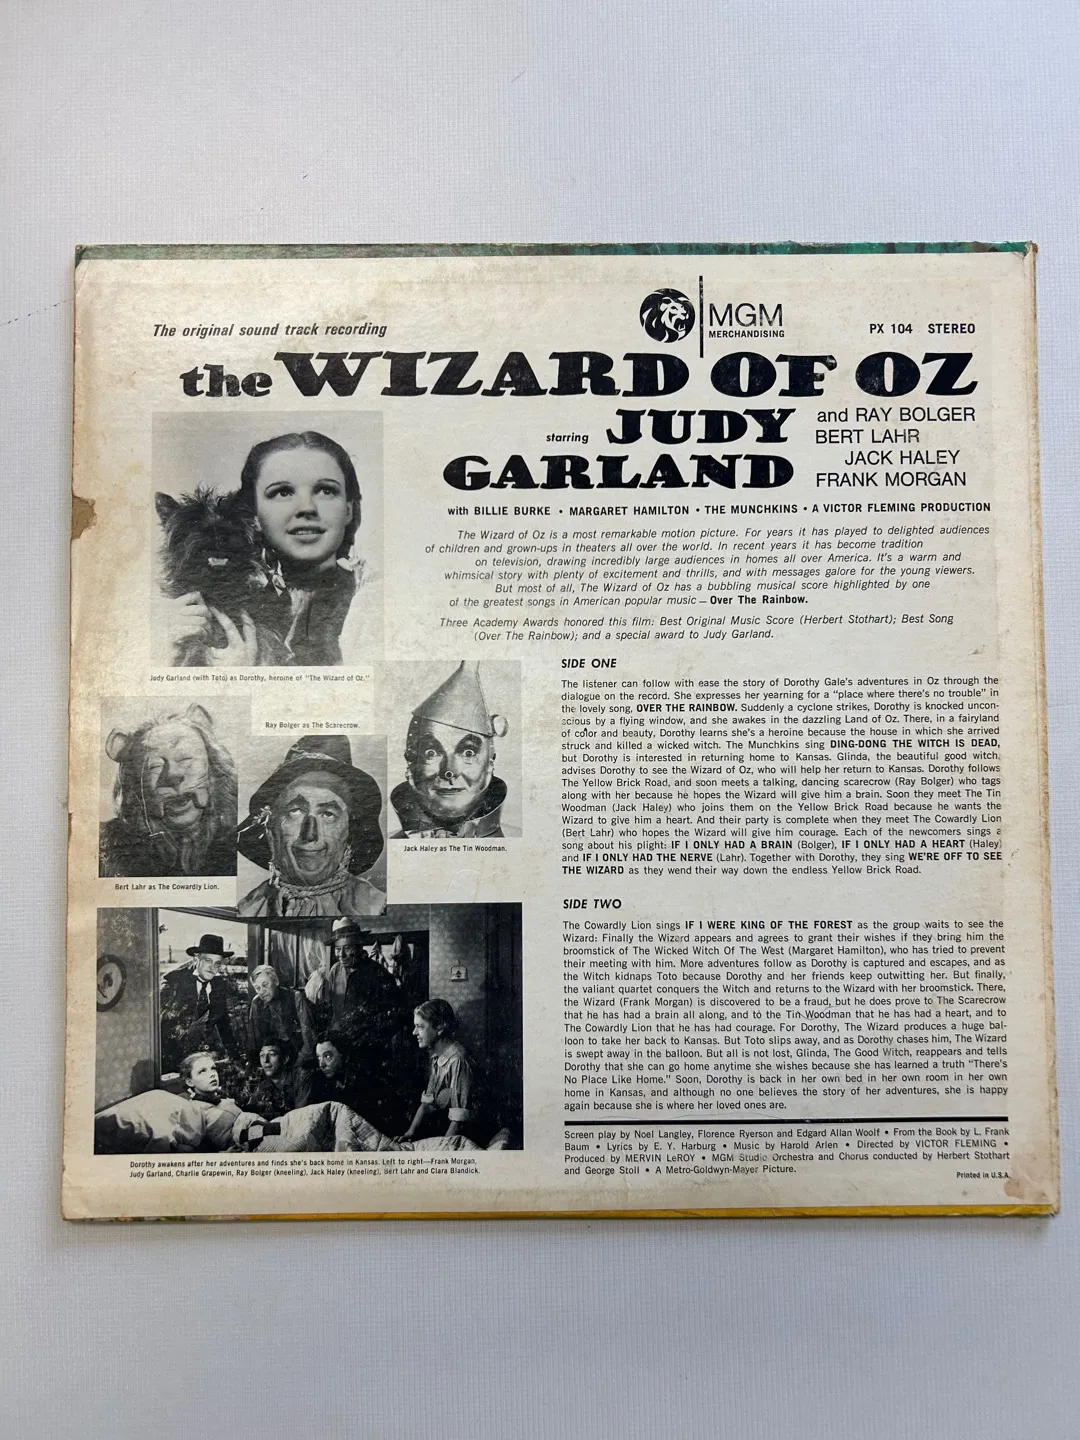 The original sound track recording
MGM
MERCHANDISING
PX 104 STEREO
the WIZARD OF OZ
starring JUDY
GARLAND
and RAY BOLGER
BERT LAHR
JACK HALEY
FRANK MORGAN
with BILLIE BURKE • MARGARET HAMILTON • THE MUNCHKINS • A VICTOR FLEMING PRODUCTION
The Wizard of Oz is a most remarkable motion picture. For years it has played to delighted audiences
of children and grown-ups in theaters all over the world. In recent years it has become tradition
on television, drawing incredibly large audiences in homes all over America. It's a warm and
whimsical story with plenty of excitement and thrills, and with messages galore for the young viewers.
But most of all, The Wizard of Oz has a bubbling musical score highlighted by one
of the greatest songs in American popular music — Over The Rainbow.
Three Academy Awards honored this film: Best Original Music Score (Herbert Stothart); Best Song
(Over The Rainbow); and a special award to Judy Garland.
Judy Garland (with Toto) as Dorothy, heroine of "The Wizard of Oz."
Ray Bolger as The Scarecrow.
Jack Haley as The Tin Woodman.
Bert Lahr as The Cowardly Lion.
Dorothy awakens after her adventures and finds she's back home in Kansas. Left to right—Frank Morgan,
Judy Garland, Charlie Grapewin, Ray Bolger (kneeling), Jack Haley (kneeling), Bert Lahr and Clara Blandick.
SIDE ONE
The listener can follow with ease the story of Dorothy Gale's adventures in Oz through the
dialogue on the record. She expresses her yearning for a "place where there's no trouble" in
the lovely song, OVER THE RAINBOW. Suddenly a cyclone strikes, Dorothy is knocked uncon-
scious by a flying window, and she awakes in the dazzling Land of Oz. There, in a fairyland
of color and beauty, Dorothy learns she's a heroine because the house in which she arrived
struck and killed a wicked witch. The Munchkins sing DING-DONG THE WITCH IS DEAD,
but Dorothy is interested in returning home to Kansas. Glinda, the beautiful good witch,
advises Dorothy to see the Wizard of Oz, who will help her return to Kansas. Dorothy follows
The Yellow Brick Road, and soon meets a talking, dancing scarecrow (Ray Bolger) who tags
along with her because he hopes the Wizard will give him a brain. Soon they meet The Tin
Woodman (Jack Haley) who joins them on the Yellow Brick Road because he wants the
Wizard to give him a heart. And their party is complete when they meet The Cowardly Lion
(Bert Lahr) who hopes the Wizard will give him courage. Each of the newcomers sings a
song about his plight: IF I ONLY HAD A BRAIN (Bolger), IF I ONLY HAD A HEART (Haley)
and IF I ONLY HAD THE NERVE (Lahr). Together with Dorothy, they sing WE'RE OFF TO SEE
THE WIZARD as they wend their way down the endless Yellow Brick Road.
SIDE TWO
The Cowardly Lion sings IF I WERE KING OF THE FOREST as the group waits to see the
Wizard: Finally the Wizard appears and agrees to grant their wishes if they bring him the
broomstick of The Wicked Witch Of The West (Margaret Hamilton), who has tried to prevent
their meeting with him. More adventures follow as Dorothy is captured and escapes, and as
the Witch kidnaps Toto because Dorothy and her friends keep outwitting her. But finally,
the valiant quartet conquers the Witch and returns to the Wizard with her broomstick. There,
the Wizard (Frank Morgan) is discovered to be a fraud, but he does prove to The Scarecrow
that he has had a brain all along, and to the Tin Woodman that he has had a heart, and to
The Cowardly Lion that he has had courage. For Dorothy, The Wizard produces a huge bal-
loon to take her back to Kansas. But Toto slips away, and as Dorothy chases him, The Wizard
is swept away in the balloon. But all is not lost, Glinda, The Good Witch, reappears and tells
Dorothy that she can go home anytime she wishes because she has learned a truth "There's
No Place Like Home." Soon, Dorothy is back in her own bed in her own room in her own
home in Kansas, and although no one believes the story of her adventures, she is happy
again because she is where her loved ones are.
Screen play by Noel Langley, Florence Ryerson and Edgard Allan Woolf • From the Book by L. Frank
Baum • Lyrics by E. Y. Harburg • Music by Harold Arlen • Directed by VICTOR FLEMING •
Produced by MERVIN LeROY • MGM Studio Orchestra and Chorus conducted by Herbert Stothart
and George Stoll • A Metro-Goldwyn-Mayer Picture.
Printed in U.S.A.